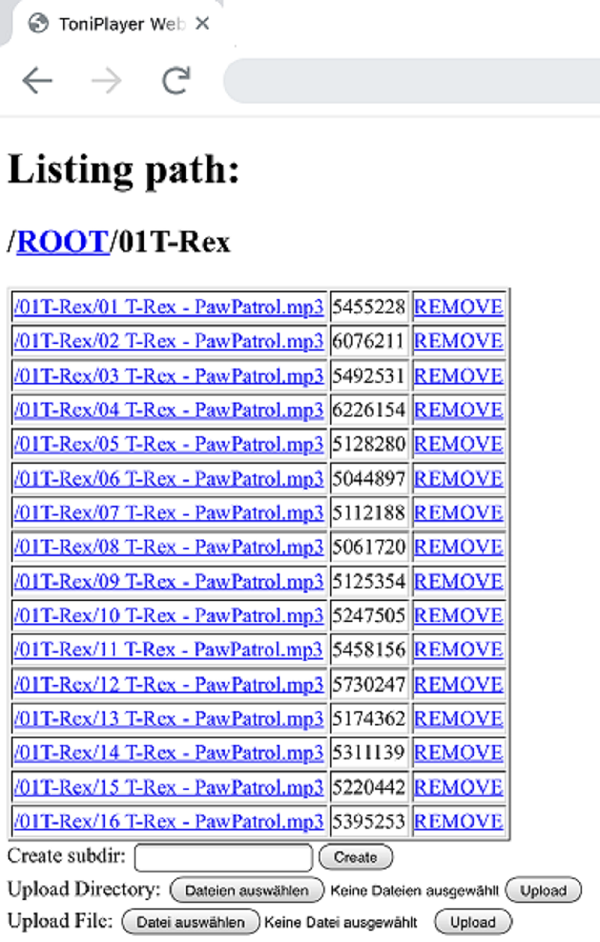 ToniPlayer Web
Listing path:
/ROOT/01T-Rex
/01T-Rex/01 T-Rex - PawPatrol.mp3 5455228 REMOVE
/01T-Rex/02 T-Rex - PawPatrol.mp3 6076211 REMOVE
/01T-Rex/03 T-Rex - PawPatrol.mp3 5492531 REMOVE
/01T-Rex/04 T-Rex - PawPatrol.mp3 6226154 REMOVE
/01T-Rex/05 T-Rex - PawPatrol.mp3 5128280 REMOVE
/01T-Rex/06 T-Rex - PawPatrol.mp3 5044897 REMOVE
/01T-Rex/07 T-Rex - PawPatrol.mp3 5112188 REMOVE
/01T-Rex/08 T-Rex - PawPatrol.mp3 5061720 REMOVE
/01T-Rex/09 T-Rex - PawPatrol.mp3 5125354 REMOVE
/01T-Rex/10 T-Rex - PawPatrol.mp3 5247505 REMOVE
/01T-Rex/11 T-Rex - PawPatrol.mp3 5458156 REMOVE
/01T-Rex/12 T-Rex - PawPatrol.mp3 5730247 REMOVE
/01T-Rex/13 T-Rex - PawPatrol.mp3 5174362 REMOVE
/01T-Rex/14 T-Rex - PawPatrol.mp3 5311139 REMOVE
/01T-Rex/15 T-Rex - PawPatrol.mp3 5220442 REMOVE
/01T-Rex/16 T-Rex - PawPatrol.mp3 5395253 REMOVE
Create subdir: Create
Upload Directory: Dateien auswählen Keine Dateien ausgewählt Upload
Upload File: Datei auswählen Keine Datei ausgewählt Upload